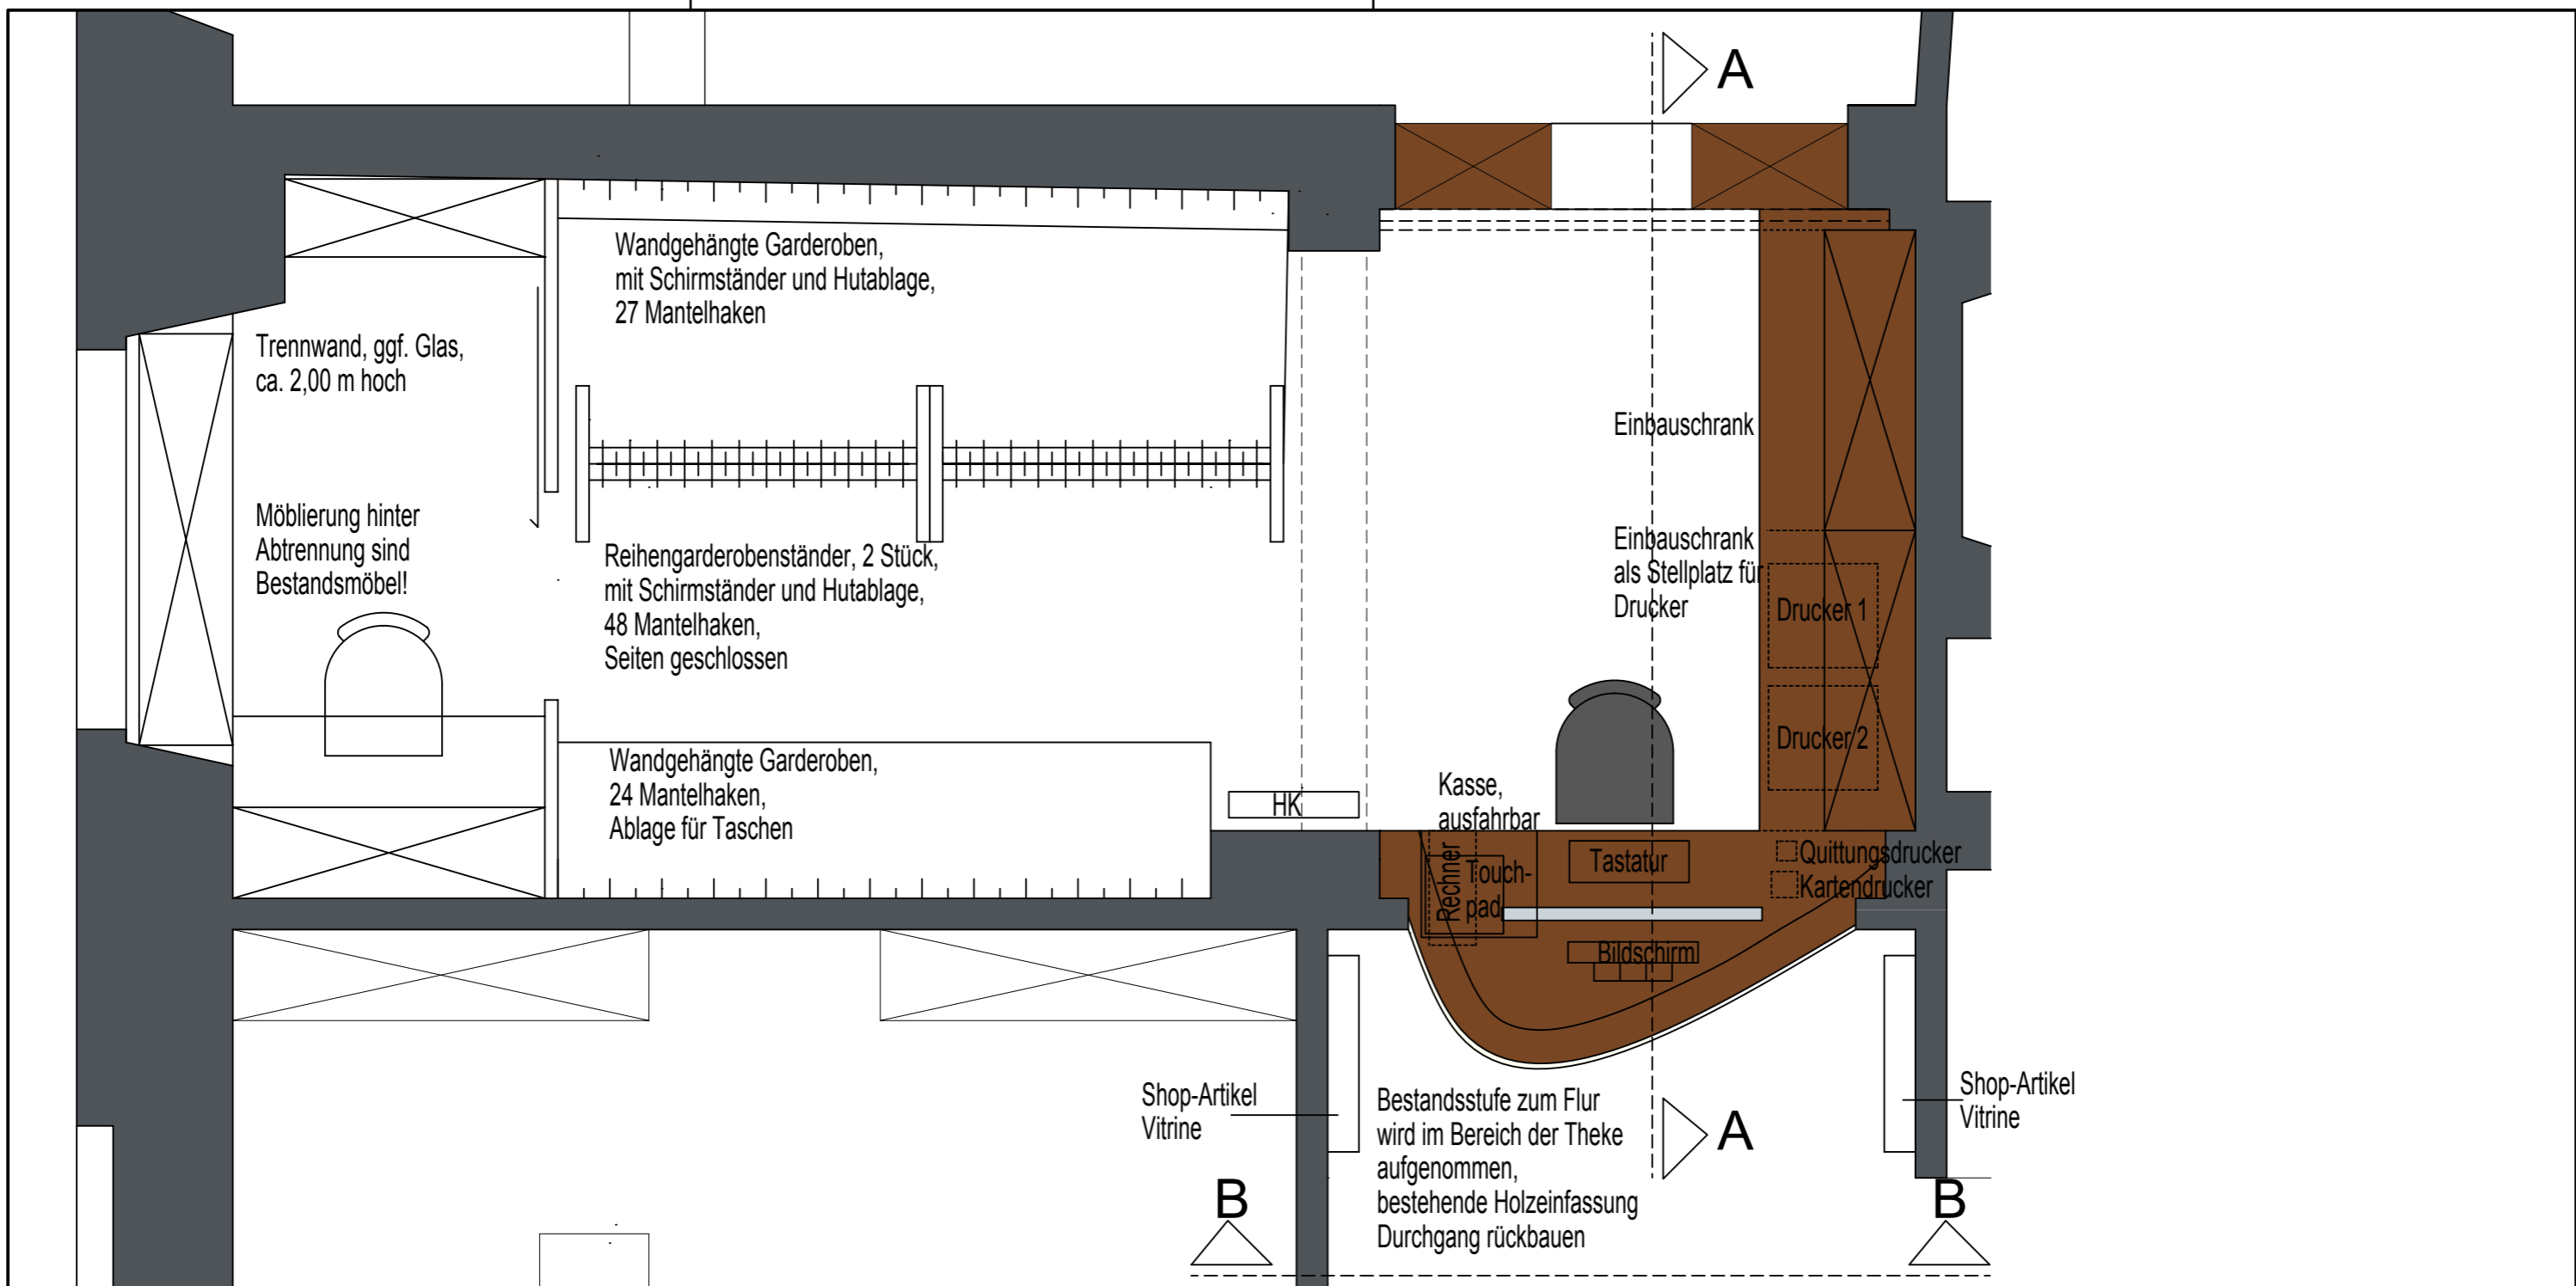 A
Wandgehängte Garderoben,
mit Schirmständer und Hutablage,
27 Mantelhaken
Trennwand, ggf. Glas,
ca. 2,00 m hoch
Einbauschrank
Möblierung hinter
Abtrennung sind
Bestandsmöbel!
Reihengarderobenständer, 2 Stück,
mit Schirmständer und Hutablage,
48 Mantelhaken,
Seiten geschlossen
Einbauschrank
als Stellplatz für
Drucker
Drucker 1
Drucker 2
Wandgehängte Garderoben,
24 Mantelhaken,
Ablage für Taschen
HK
Kasse,
ausfahrbar
Rechner
Touch-
pad
Tastatur
Quittungsdrucker
Kartendrucker
Bildschirm
Shop-Artikel
Vitrine
Bestandsstufe zum Flur
wird im Bereich der Theke
aufgenommen,
bestehende Holzeinfassung
Durchgang rückbauen
A
Shop-Artikel
Vitrine
B
B